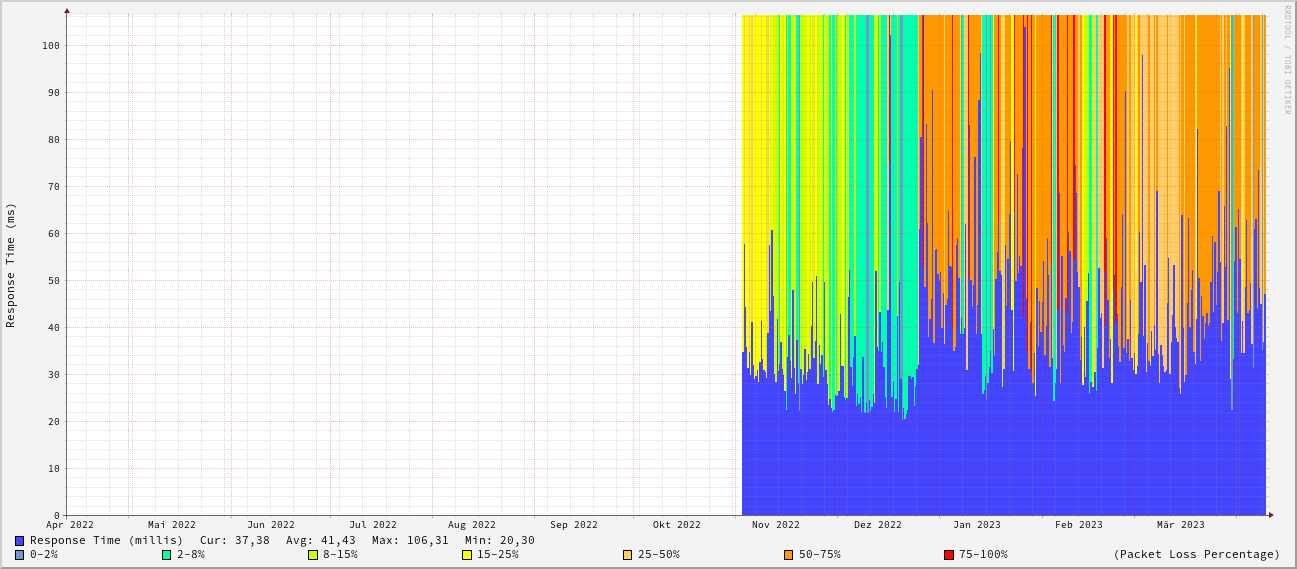 RRDTOOL / TOBI OETIKER
Response Time (ms)
100
90
80
70
60
50
40
30
20
10
0
Apr 2022 Mai 2022 Jun 2022 Jul 2022 Aug 2022 Sep 2022 Okt 2022 Nov 2022 Dez 2022 Jan 2023 Feb 2023 Mär 2023
Response Time (millis) Cur: 37,38 Avg: 41,43 Max: 106,31 Min: 20,30
0-2% 2-8% 8-15% 15-25% 25-50% 50-75% 75-100% (Packet Loss Percentage)